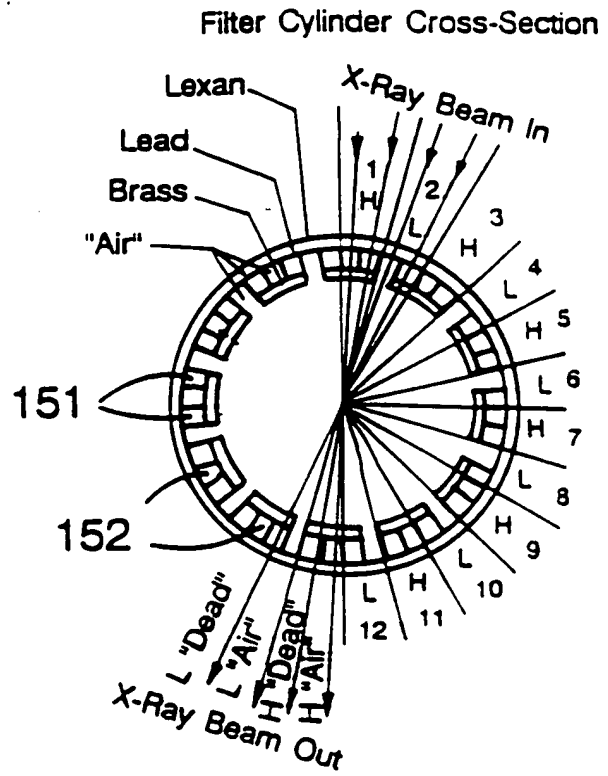 Filter Cylinder Cross-Section
X-Ray Beam In
Lexan
Lead
Brass
"Air"
1
H
2
L
3
H
4
L
5
H
6
L
7
H
8
L
9
H
10
L
11
H
12
L
151
152
L "Dead"
L "Air"
H "Dead"
H "Air"
X-Ray Beam Out